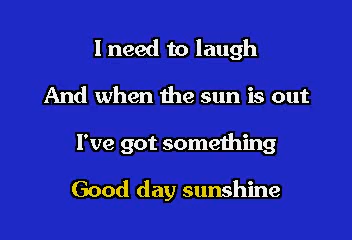 I need to laugh
And when the sun is out
I've got something
Good day sunshine